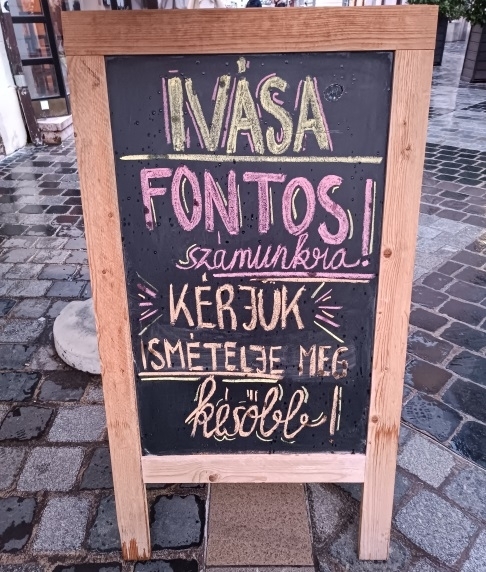 IVÁSA
FONTOS
számunkra!
KÉRJÜK
ISMÉTELJE MEG
később!